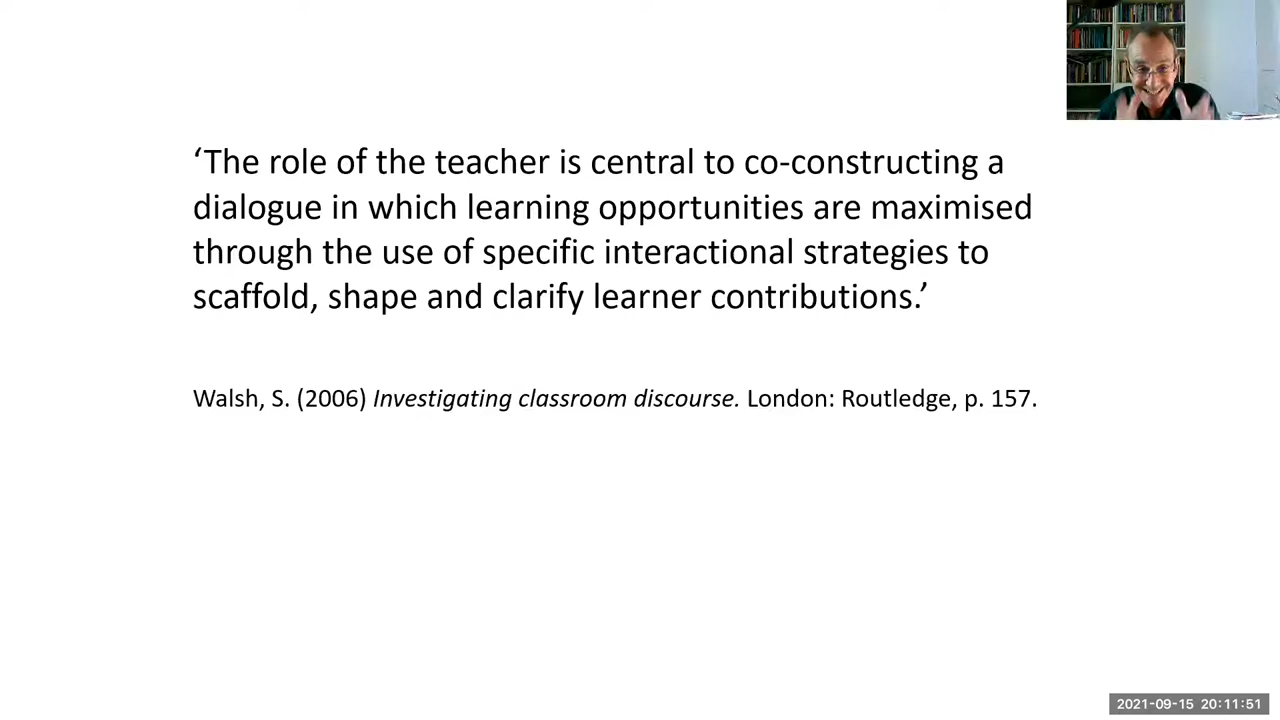 ‘The role of the teacher is central to co-constructing a
dialogue in which learning opportunities are maximised
through the use of specific interactional strategies to
scaffold, shape and clarify learner contributions.’
Walsh, S. (2006) Investigating classroom discourse. London: Routledge, p. 157.
2021-09-15 20:11:51